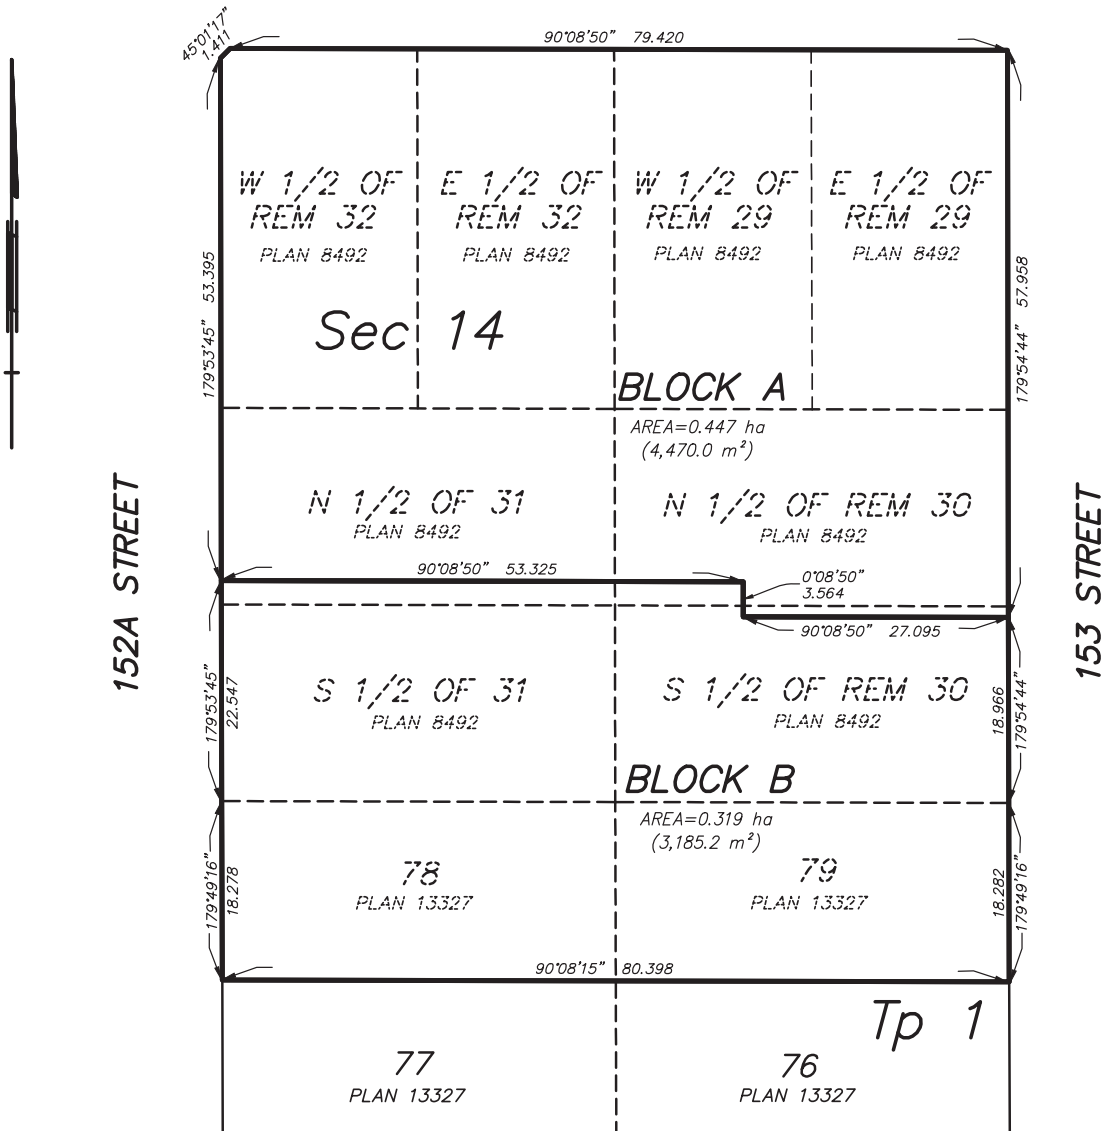 45°01'17"
1.411
90°08'50" 79.420
W 1/2 OF
REM 32
PLAN 8492
E 1/2 OF
REM 32
PLAN 8492
W 1/2 OF
REM 29
PLAN 8492
E 1/2 OF
REM 29
PLAN 8492
179°53'45" 53.395
179°54'44" 57.958
Sec 14
BLOCK A
AREA=0.447 ha
(4,470.0 m²)
N 1/2 OF 31
PLAN 8492
N 1/2 OF REM 30
PLAN 8492
152A STREET
153 STREET
90°08'50" 53.325
0°08'50"
3.564
90°08'50" 27.095
179°53'45"
22.547
S 1/2 OF 31
PLAN 8492
S 1/2 OF REM 30
PLAN 8492
18.966
179°54'44"
BLOCK B
AREA=0.319 ha
(3,185.2 m²)
179°49'16"
18.278
78
PLAN 13327
79
PLAN 13327
18.282
179°49'16"
90°08'15" 80.398
Tp 1
77
PLAN 13327
76
PLAN 13327